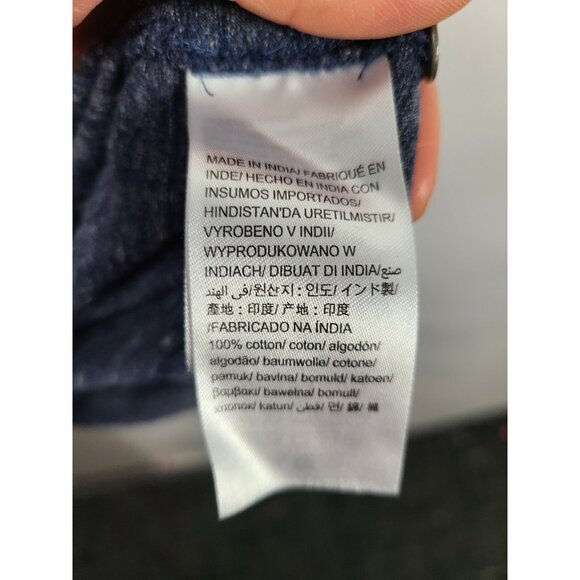 MADE IN INDIA/ FABRIQUÉ EN
INDE/ HECHO EN INDIA CON
INSUMOS IMPORTADOS/
HINDISTAN'DA URETILMISTIR/
VYROBENO V INDII/
WYPRODUKOWANO W
INDIACH/ DIBUAT DI INDIA/صنع
في الهند/원산지 : 인도/ インド製/
產地 : 印度/ 产地 : 印度
/FABRICADO NA ÍNDIA
100% cotton/ coton/ algodón/
algodão/ baumwolle/ cotone/
pamuk/ bavlna/ bomuld/ katoen/
βαμβακι/ bawełna/ bomull/
хлопок/ katun/ قطن/ 면/ 綿/ 棉